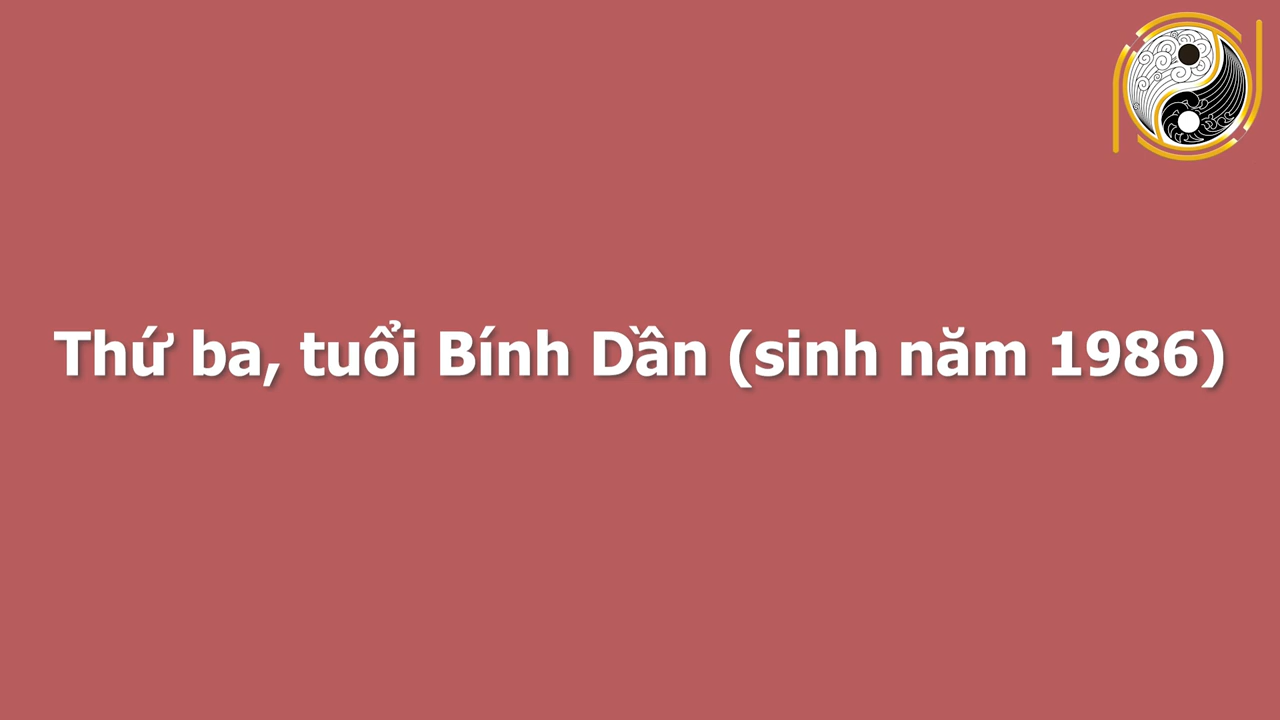 Thứ ba, tuổi Bính Dần (sinh năm 1986)